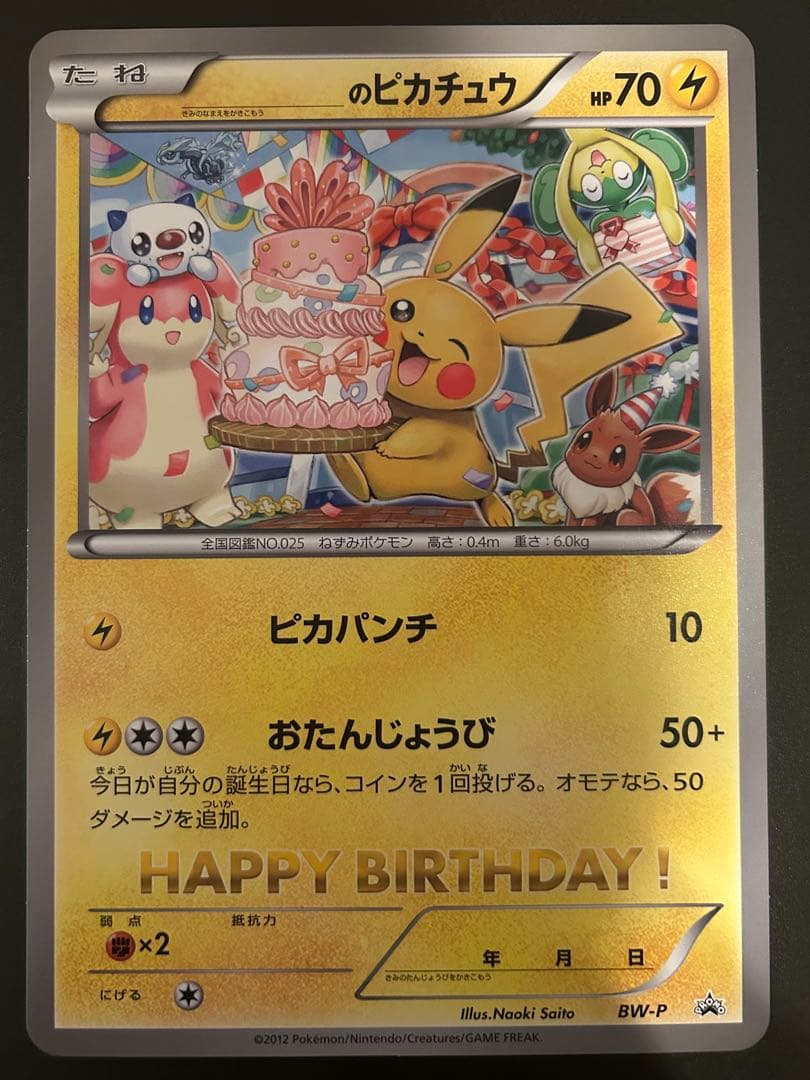 たね
のピカチュウ HP70
きみのなまえをかきこもう
全国図鑑NO.025 ねずみポケモン 高さ:0.4m 重さ:6.0kg
ピカパンチ 10
おたんじょうび 50+
今日が自分の誕生日なら、コインを1回投げる。オモテなら、50
ダメージを追加。
HAPPY BIRTHDAY!
弱点 抵抗力
×2
年 月 日
きみのたんじょうびをかきこもう
にげる
Illus.Naoki Saito BW-P
PROMO
©2012 Pokémon/Nintendo/Creatures/GAME FREAK.